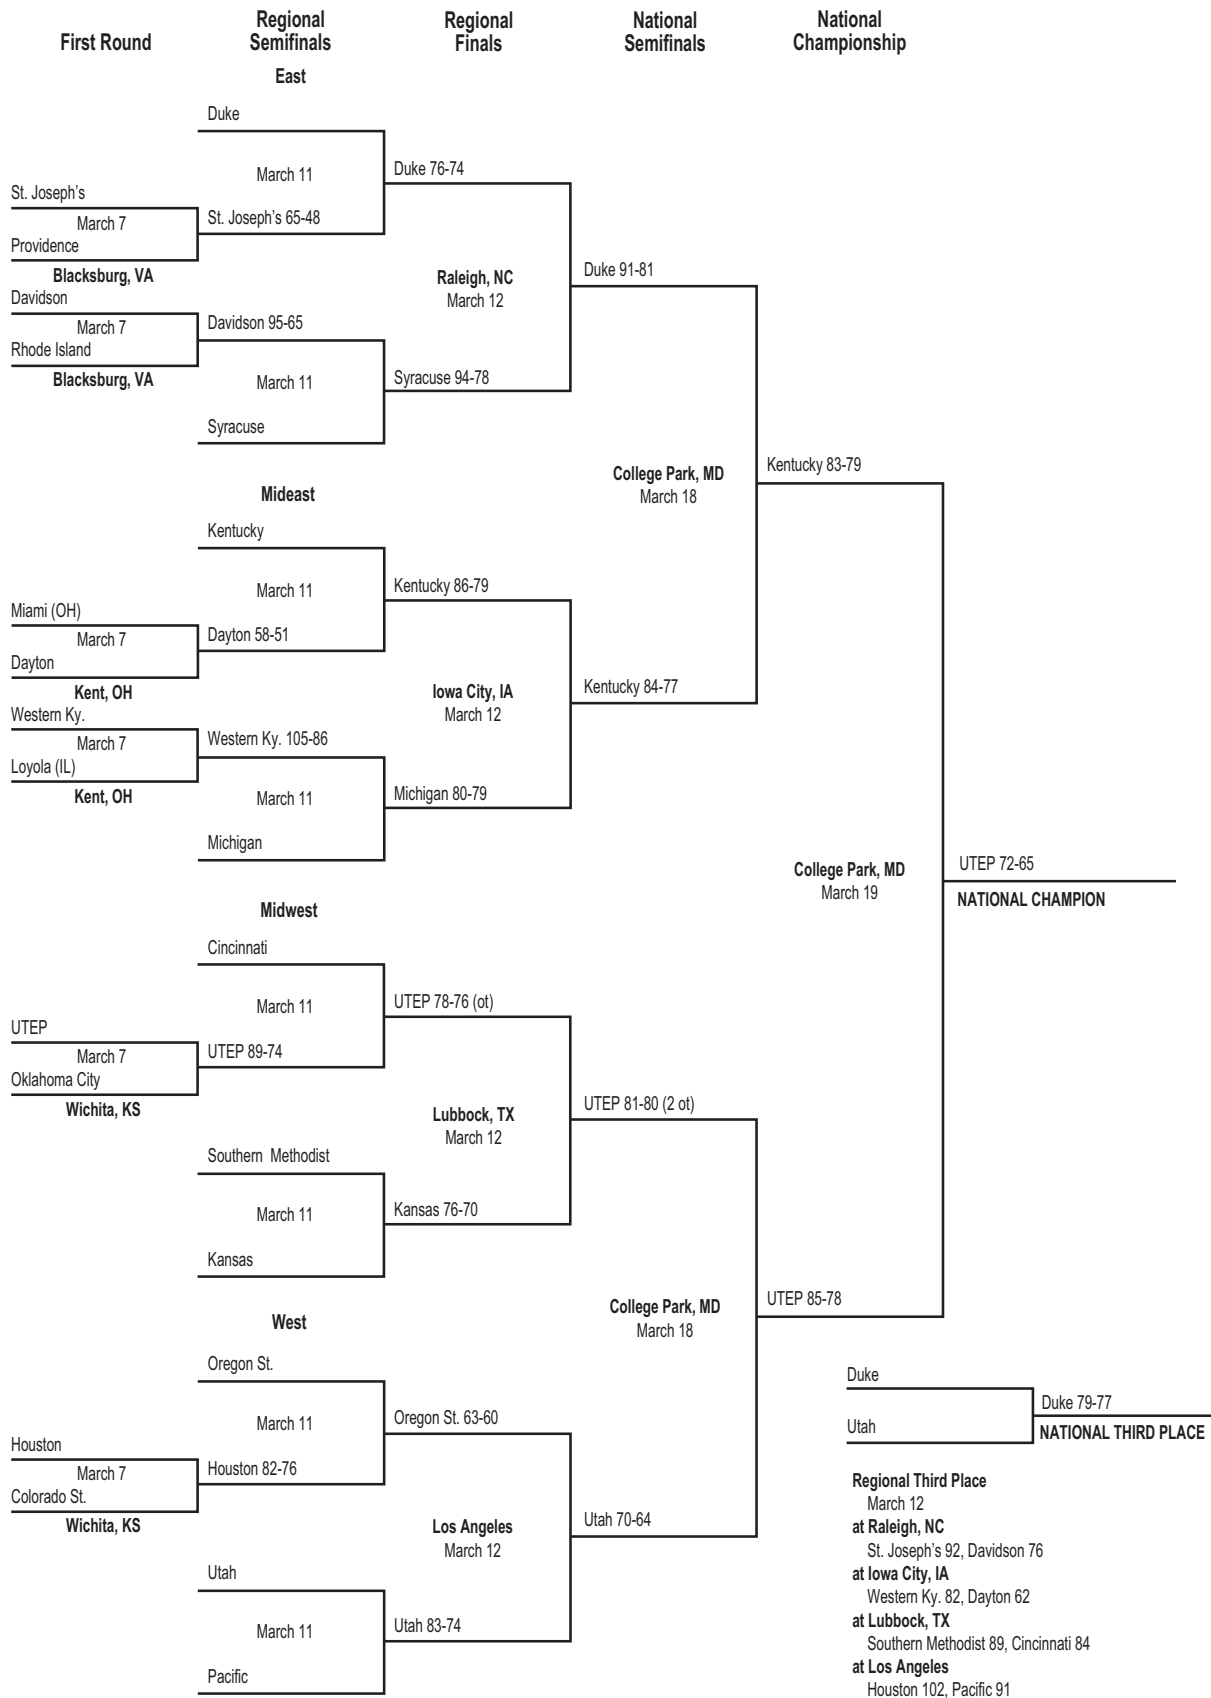 First Round
Regional
Semifinals
Regional
Finals
National
Semifinals
National
Championship
East
Duke
March 11
Duke 76-74
St. Joseph’s
March 7
St. Joseph’s 65-48
Providence
Blacksburg, VA
Raleigh, NC
March 12
Duke 91-81
Davidson
March 7
Davidson 95-65
Rhode Island
Blacksburg, VA
March 11
Syracuse 94-78
Syracuse
College Park, MD
March 18
Kentucky 83-79
Mideast
Kentucky
March 11
Kentucky 86-79
Miami (OH)
March 7
Dayton 58-51
Dayton
Kent, OH
Iowa City, IA
March 12
Kentucky 84-77
Western Ky.
March 7
Western Ky. 105-86
Loyola (IL)
Kent, OH
March 11
Michigan 80-79
Michigan
College Park, MD
March 19
UTEP 72-65
NATIONAL CHAMPION
Midwest
Cincinnati
March 11
UTEP 78-76 (ot)
UTEP
March 7
UTEP 89-74
Oklahoma City
Wichita, KS
Lubbock, TX
March 12
UTEP 81-80 (2 ot)
Southern Methodist
March 11
Kansas 76-70
Kansas
College Park, MD
March 18
UTEP 85-78
West
Oregon St.
March 11
Oregon St. 63-60
Houston
March 7
Houston 82-76
Colorado St.
Wichita, KS
Los Angeles
March 12
Utah 70-64
Utah
March 11
Utah 83-74
Pacific
Duke
Duke 79-77
Utah
NATIONAL THIRD PLACE
Regional Third Place
March 12
at Raleigh, NC
St. Joseph’s 92, Davidson 76
at Iowa City, IA
Western Ky. 82, Dayton 62
at Lubbock, TX
Southern Methodist 89, Cincinnati 84
at Los Angeles
Houston 102, Pacific 91